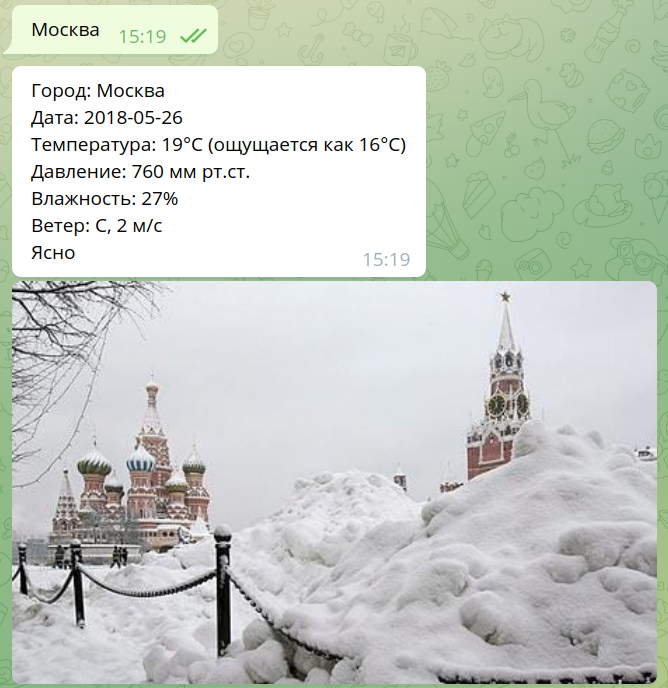 Москва
15:19
Город: Москва
Дата: 2018-05-26
Температура: 19°C (ощущается как 16°C)
Давление: 760 мм рт.ст.
Влажность: 27%
Ветер: С, 2 м/с
Ясно
15:19